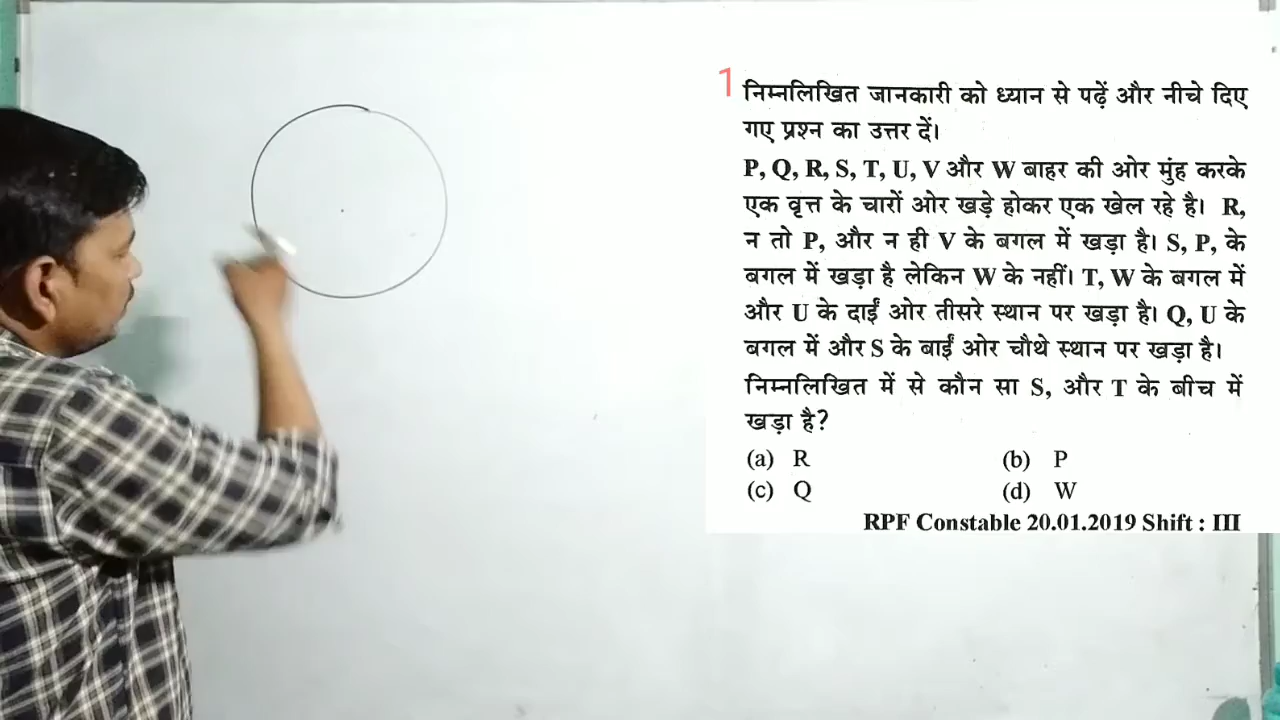 1 निम्नलिखित जानकारी को ध्यान से पढ़ें और नीचे दिए
गए प्रश्न का उत्तर दें।
P, Q, R, S, T, U, V और W बाहर की ओर मुंह करके
एक वृत्त के चारों ओर खड़े होकर एक खेल रहे है। R,
न तो P, और न ही V के बगल में खड़ा है। S, P, के
बगल में खड़ा है लेकिन W के नहीं। T, W के बगल में
और U के दाईं ओर तीसरे स्थान पर खड़ा है। Q, U के
बगल में और S के बाईं ओर चौथे स्थान पर खड़ा है।
निम्नलिखित में से कौन सा S, और T के बीच में
खड़ा है?
(a) R (b) P
(c) Q (d) W
RPF Constable 20.01.2019 Shift : III